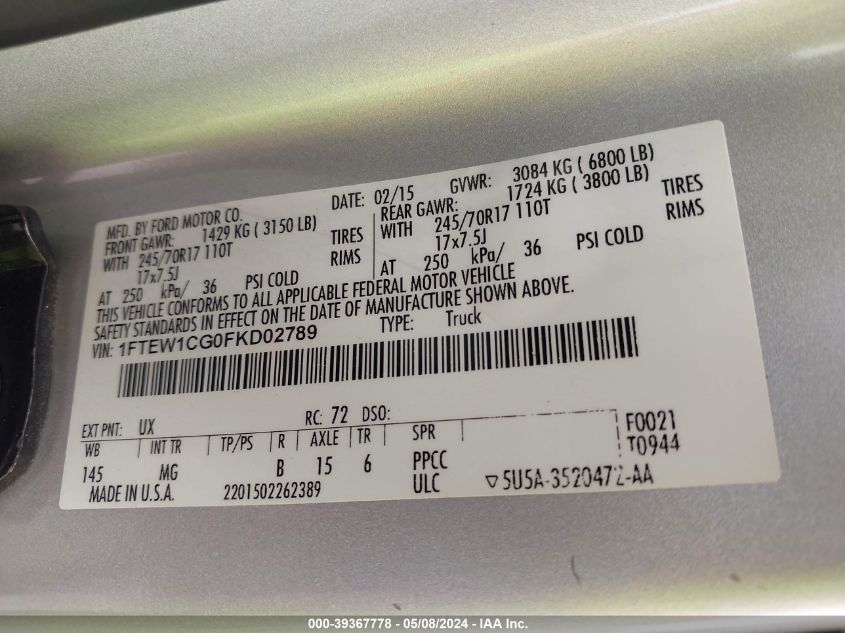 MFD. BY FORD MOTOR CO. DATE: 02/15 GVWR: 3084 KG ( 6800 LB)
FRONT GAWR: 1429 KG ( 3150 LB) REAR GAWR: 1724 KG ( 3800 LB)
WITH 245/70R17 110T TIRES WITH 245/70R17 110T TIRES
17x7.5J RIMS 17x7.5J RIMS
AT 250 kPa/ 36 PSI COLD AT 250 kPa/ 36 PSI COLD
THIS VEHICLE CONFORMS TO ALL APPLICABLE FEDERAL MOTOR VEHICLE
SAFETY STANDARDS IN EFFECT ON THE DATE OF MANUFACTURE SHOWN ABOVE.
VIN: 1FTEW1CG0FKD02789 TYPE: Truck
EXT PNT: UX RC: 72 DSO: F0021
WB INT TR TP/PS R AXLE TR SPR T0944
145 MG B 15 6 PPCC
MADE IN U.S.A. 2201502262389 ULC ▽5U5A-3520472-AA
000-39367778 - 05/08/2024 - IAA Inc.